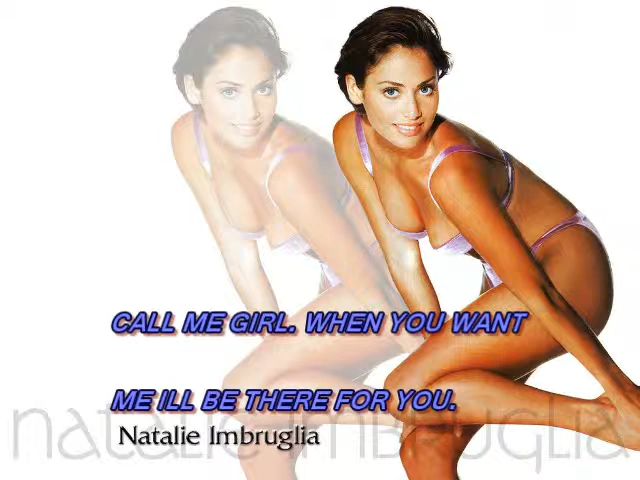 CALL ME GIRL. WHEN YOU WANT
ME ILL BE THERE FOR YOU.
Natalie Imbruglia
natalie imbruglia